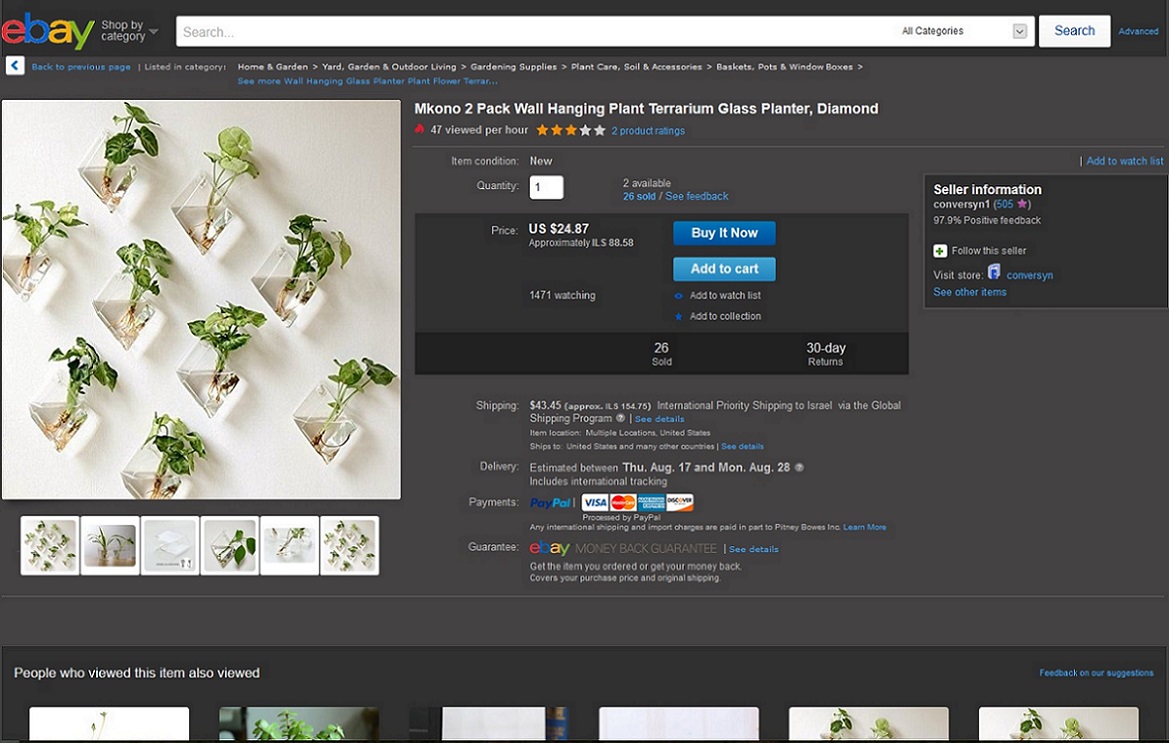 ebay
Shop by
category
Search...
All Categories
Search
Advanced
Back to previous page | Listed in category:
Home & Garden > Yard, Garden & Outdoor Living > Gardening Supplies > Plant Care, Soil & Accessories > Baskets, Pots & Window Boxes >
See more Wall Hanging Glass Planter Plant Flower Terrar...
Mkono 2 Pack Wall Hanging Plant Terrarium Glass Planter, Diamond
47 viewed per hour
2 product ratings
Item condition: New
| Add to watch list
Quantity: 1
2 available
26 sold / See feedback
Price: US $24.87
Approximately ILS 88.58
Buy It Now
Add to cart
1471 watching
Add to watch list
Add to collection
26
Sold
30-day
Returns
Seller information
conversyn1 (505 )
97.9% Positive feedback
Follow this seller
Visit store: conversyn
See other items
Shipping: $43.45 (approx. ILS 154.75) International Priority Shipping to Israel via the Global
Shipping Program | See details
Item location: Multiple Locations, United States
Ships to: United States and many other countries | See details
Delivery: Estimated between Thu. Aug. 17 and Mon. Aug. 28
Includes international tracking
Payments: PayPal | VISA MasterCard AMERICAN EXPRESS DISCOVER
Processed by PayPal
Any international shipping and import charges are paid in part to Pitney Bowes Inc. Learn More
Guarantee: ebay MONEY BACK GUARANTEE | See details
Get the item you ordered or get your money back.
Covers your purchase price and original shipping.
People who viewed this item also viewed
Feedback on our suggestions